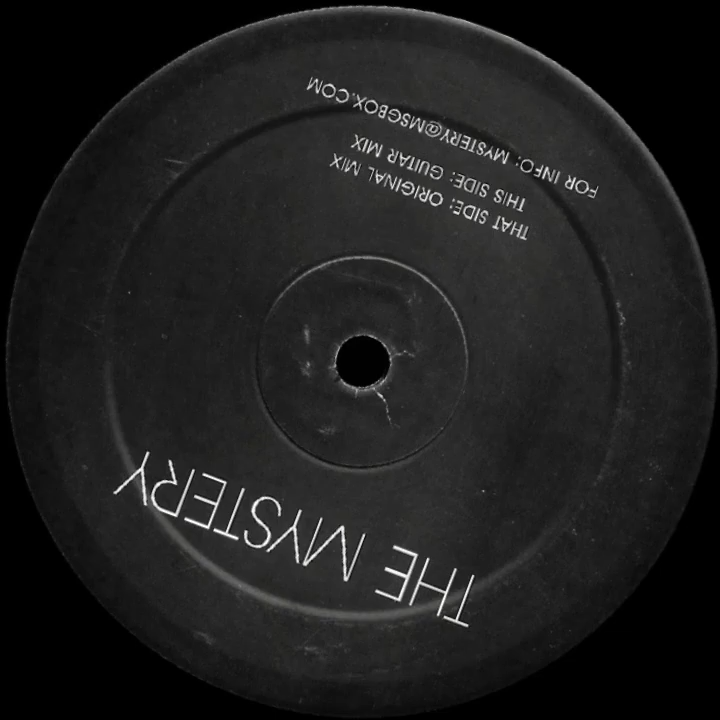 THE MYSTERY
THAT SIDE: ORIGINAL MIX
THIS SIDE: GUITAR MIX
FOR INFO: MYSTERY@MSGBOX.COM